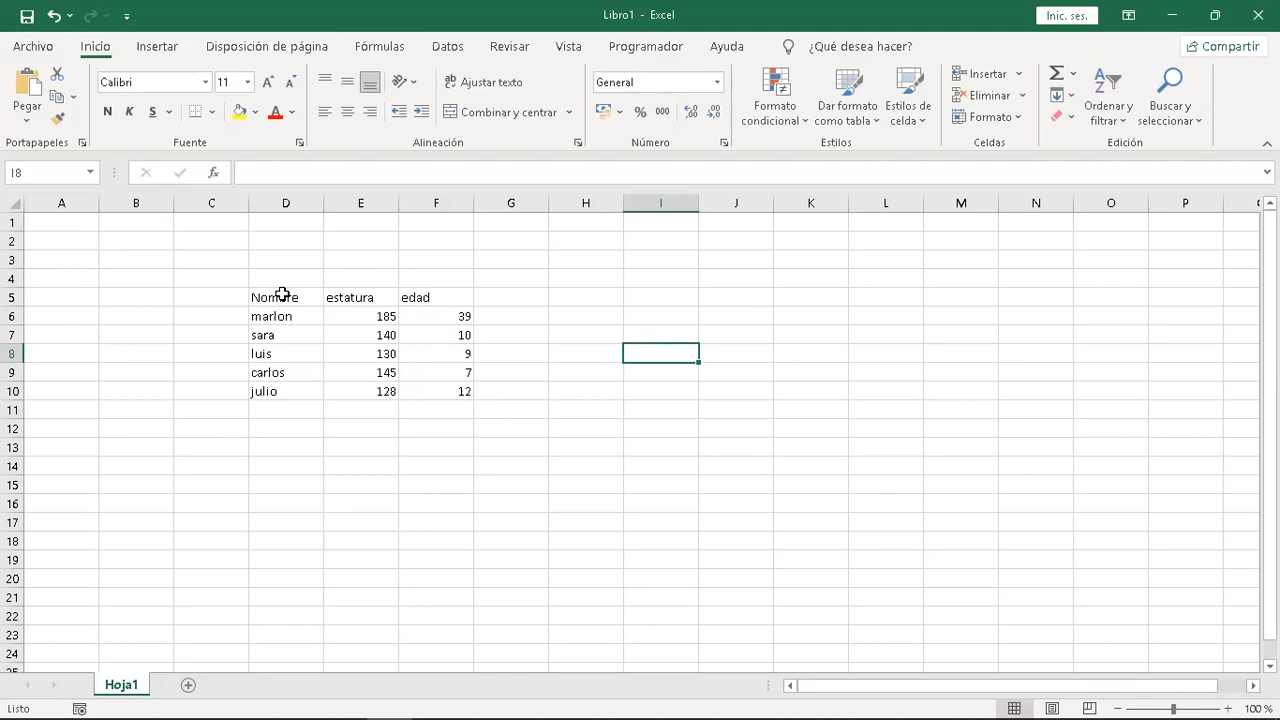 Libro1 - Excel
Inic. ses.
Archivo Inicio Insertar Disposición de página Fórmulas Datos Revisar Vista Programador Ayuda ¿Qué desea hacer? Compartir
Pegar
Calibri 11
N K S A
Ajustar texto
Combinar y centrar
General
% 000
Formato condicional
Dar formato como tabla
Estilos de celda
Insertar
Eliminar
Formato
Ordenar y filtrar
Buscar y seleccionar
Portapapeles Fuente Alineación Número Estilos Celdas Edición
I8 fx
A B C D E F G H I J K L M N O P
1
2
3
4
5 Nombre estatura edad
6 marlon 185 39
7 sara 140 10
8 luis 130 9
9 carlos 145 7
10 julio 128 12
11
12
13
14
15
16
17
18
19
20
21
22
23
24
25
Hoja1
Listo 100 %